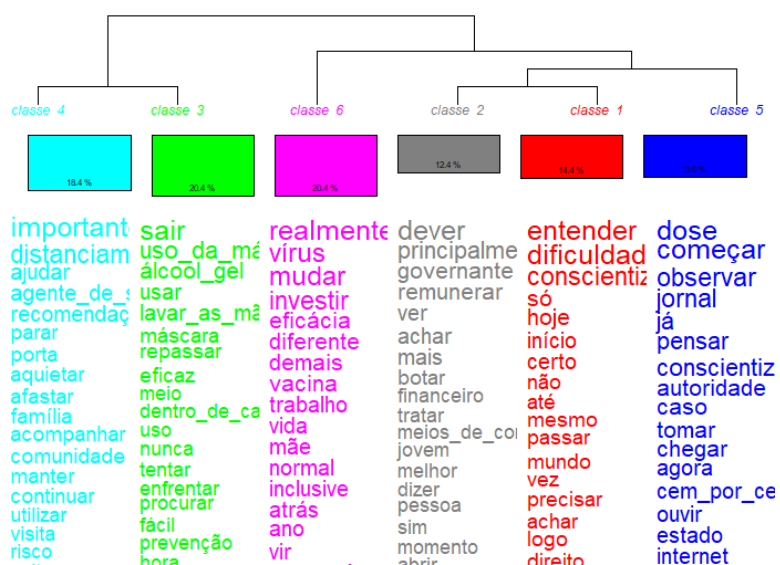 classe 4
classe 3
classe 6
classe 2
classe 1
classe 5
18.4 %
20.4 %
20.4 %
12.4 %
14.4 %
important
distanciam
ajudar
agente_de_s
recomendaç
parar
porta
aquietar
afastar
família
acompanhar
comunidade
manter
continuar
utilizar
visita
risco
sair
uso_da_má
álcool_gel
usar
lavar_as_mã
máscara
repassar
eficaz
meio
dentro_de_ca
uso
nunca
tentar
enfrentar
procurar
fácil
prevenção
hora
realmente
vírus
mudar
investir
eficácia
diferente
demais
vacina
trabalho
vida
mãe
normal
inclusive
atrás
ano
vir
dever
principalme
governante
remunerar
ver
achar
mais
botar
financeiro
tratar
meios_de_co
jovem
melhor
dizer
pessoa
sim
momento
abrir
entender
dificuldad
conscientiz
só
hoje
início
certo
não
até
mesmo
passar
mundo
vez
precisar
achar
logo
direito
dose
começar
observar
jornal
já
pensar
conscientiz
autoridade
caso
tomar
chegar
agora
cem_por_ce
ouvir
estado
internet